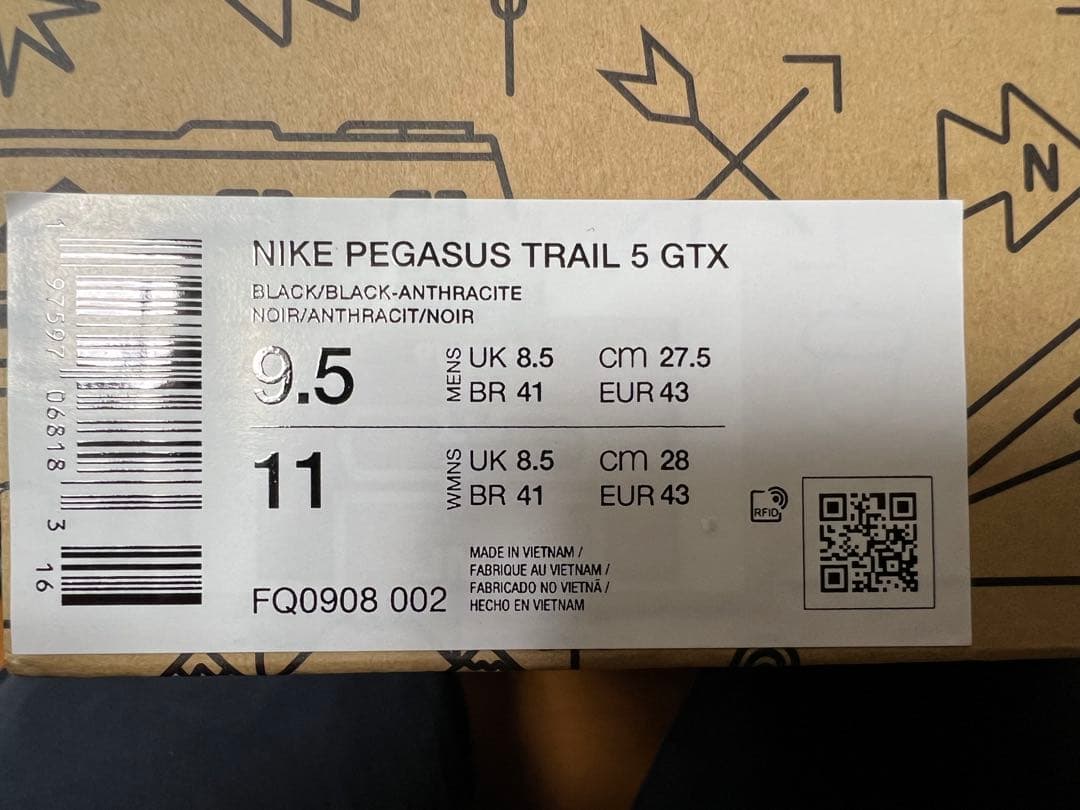 NIKE PEGASUS TRAIL 5 GTX
BLACK/BLACK-ANTHRACITE
NOIR/ANTHRACIT/NOIR
9.5 MENS UK 8.5 cm 27.5
BR 41 EUR 43
11 WMNS UK 8.5 cm 28
BR 41 EUR 43
RFID
MADE IN VIETNAM /
FABRIQUE AU VIETNAM /
FABRICADO NO VIETNÃ /
HECHO EN VIETNAM
FQ0908 002
1 97597 06818 3
16
N